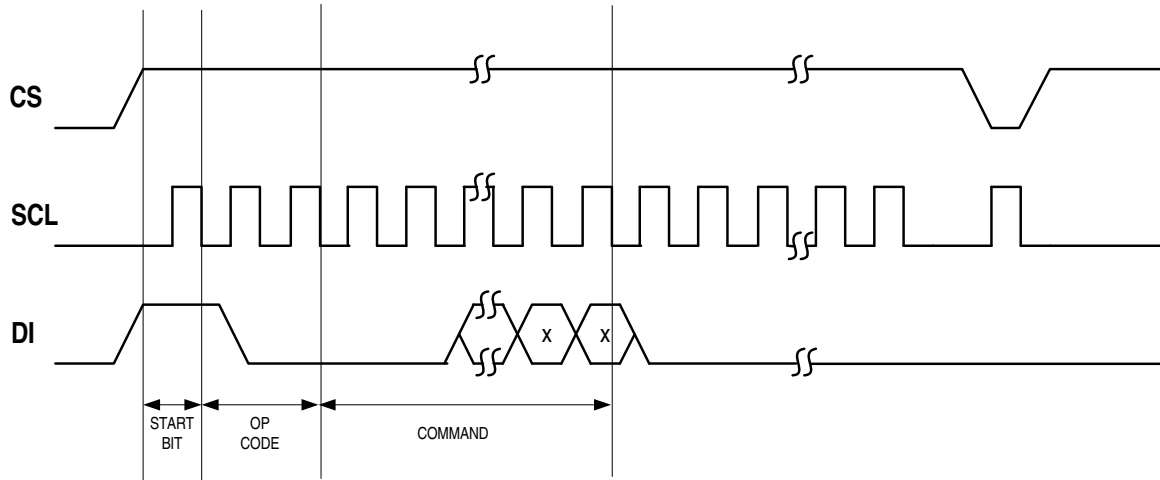 CS
SCL
DI
X X
START
BIT
OP
CODE
COMMAND